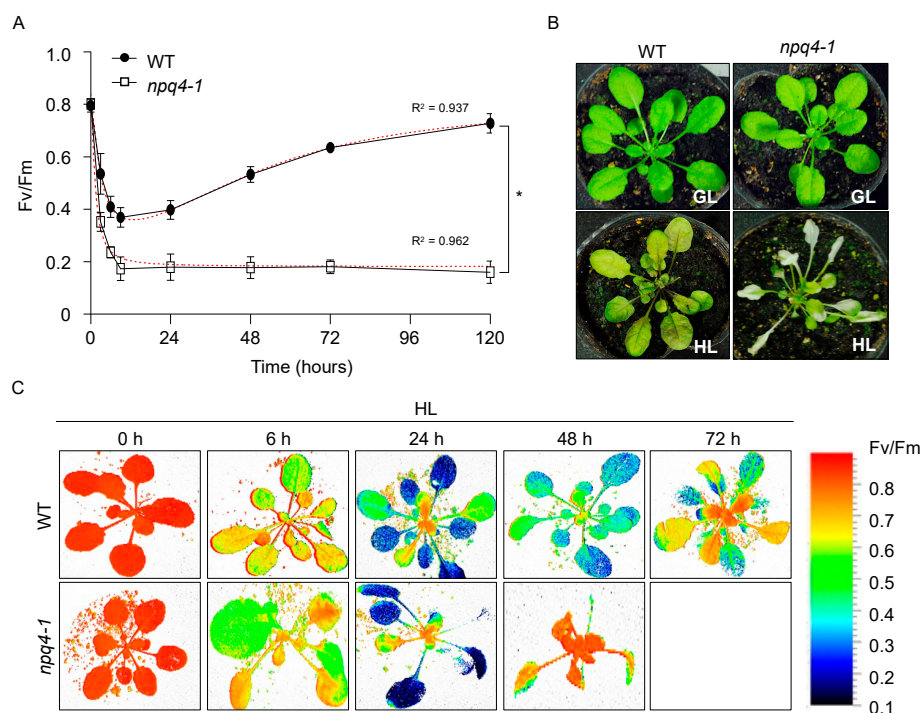 A
1.0
0.8
0.6
0.4
0.2
0
Fv/Fm
WT
npq4-1
R² = 0.937
R² = 0.962
*
0 24 48 72 96 120
Time (hours)
B
WT npq4-1
GL GL
HL HL
C
HL
0 h 6 h 24 h 48 h 72 h
WT
npq4-1
Fv/Fm
0.8
0.7
0.6
0.5
0.4
0.3
0.2
0.1